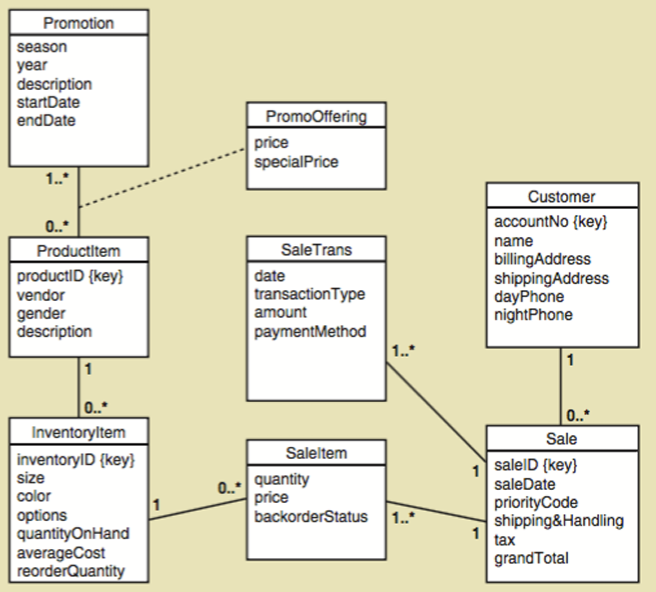 Promotion
season
year
description
startDate
endDate
1..*
0..*
PromoOffering
price
specialPrice
ProductItem
productID {key}
vendor
gender
description
1
0..*
SaleTrans
date
transactionType
amount
paymentMethod
1..*
1
Customer
accountNo {key}
name
billingAddress
shippingAddress
dayPhone
nightPhone
1
0..*
InventoryItem
inventoryID {key}
size
color
options
quantityOnHand
averageCost
reorderQuantity
1
0..*
SaleItem
quantity
price
backorderStatus
1..*
1
Sale
saleID {key}
saleDate
priorityCode
shipping&Handling
tax
grandTotal